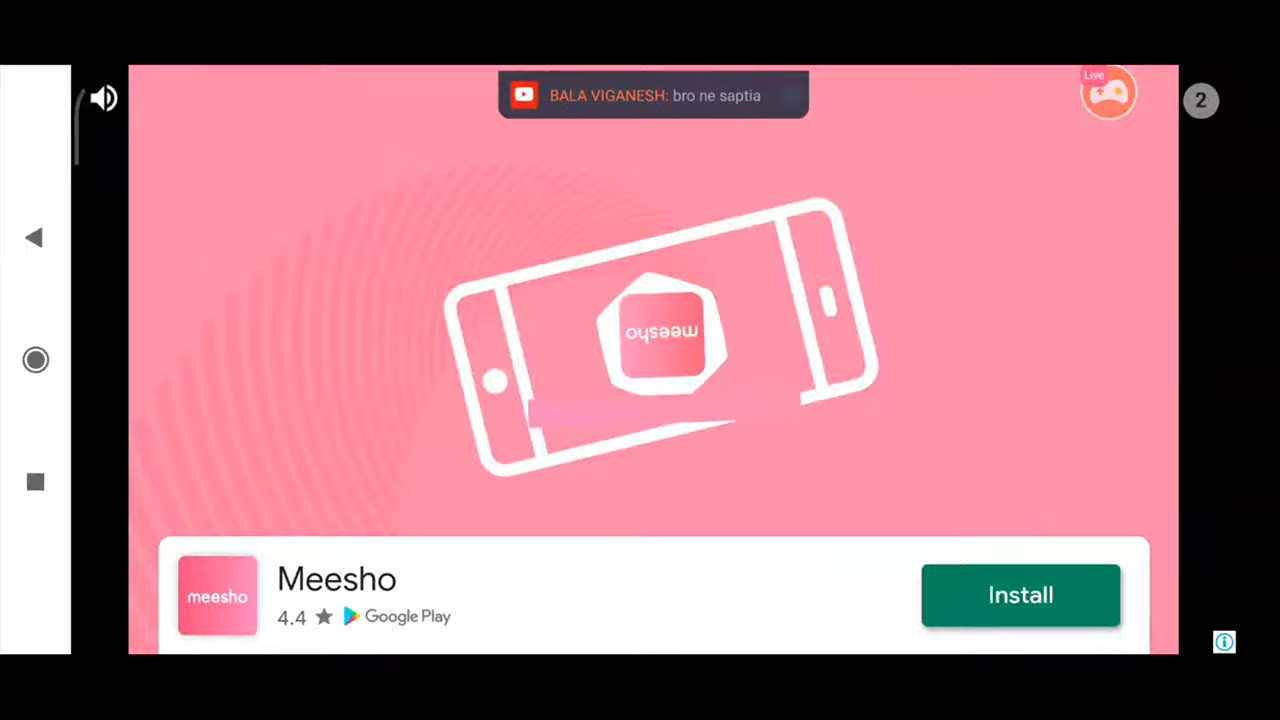 Live
BALA VIGANESH: bro ne saptia
2
meesho
meesho
Meesho
4.4 ★ Google Play
Install